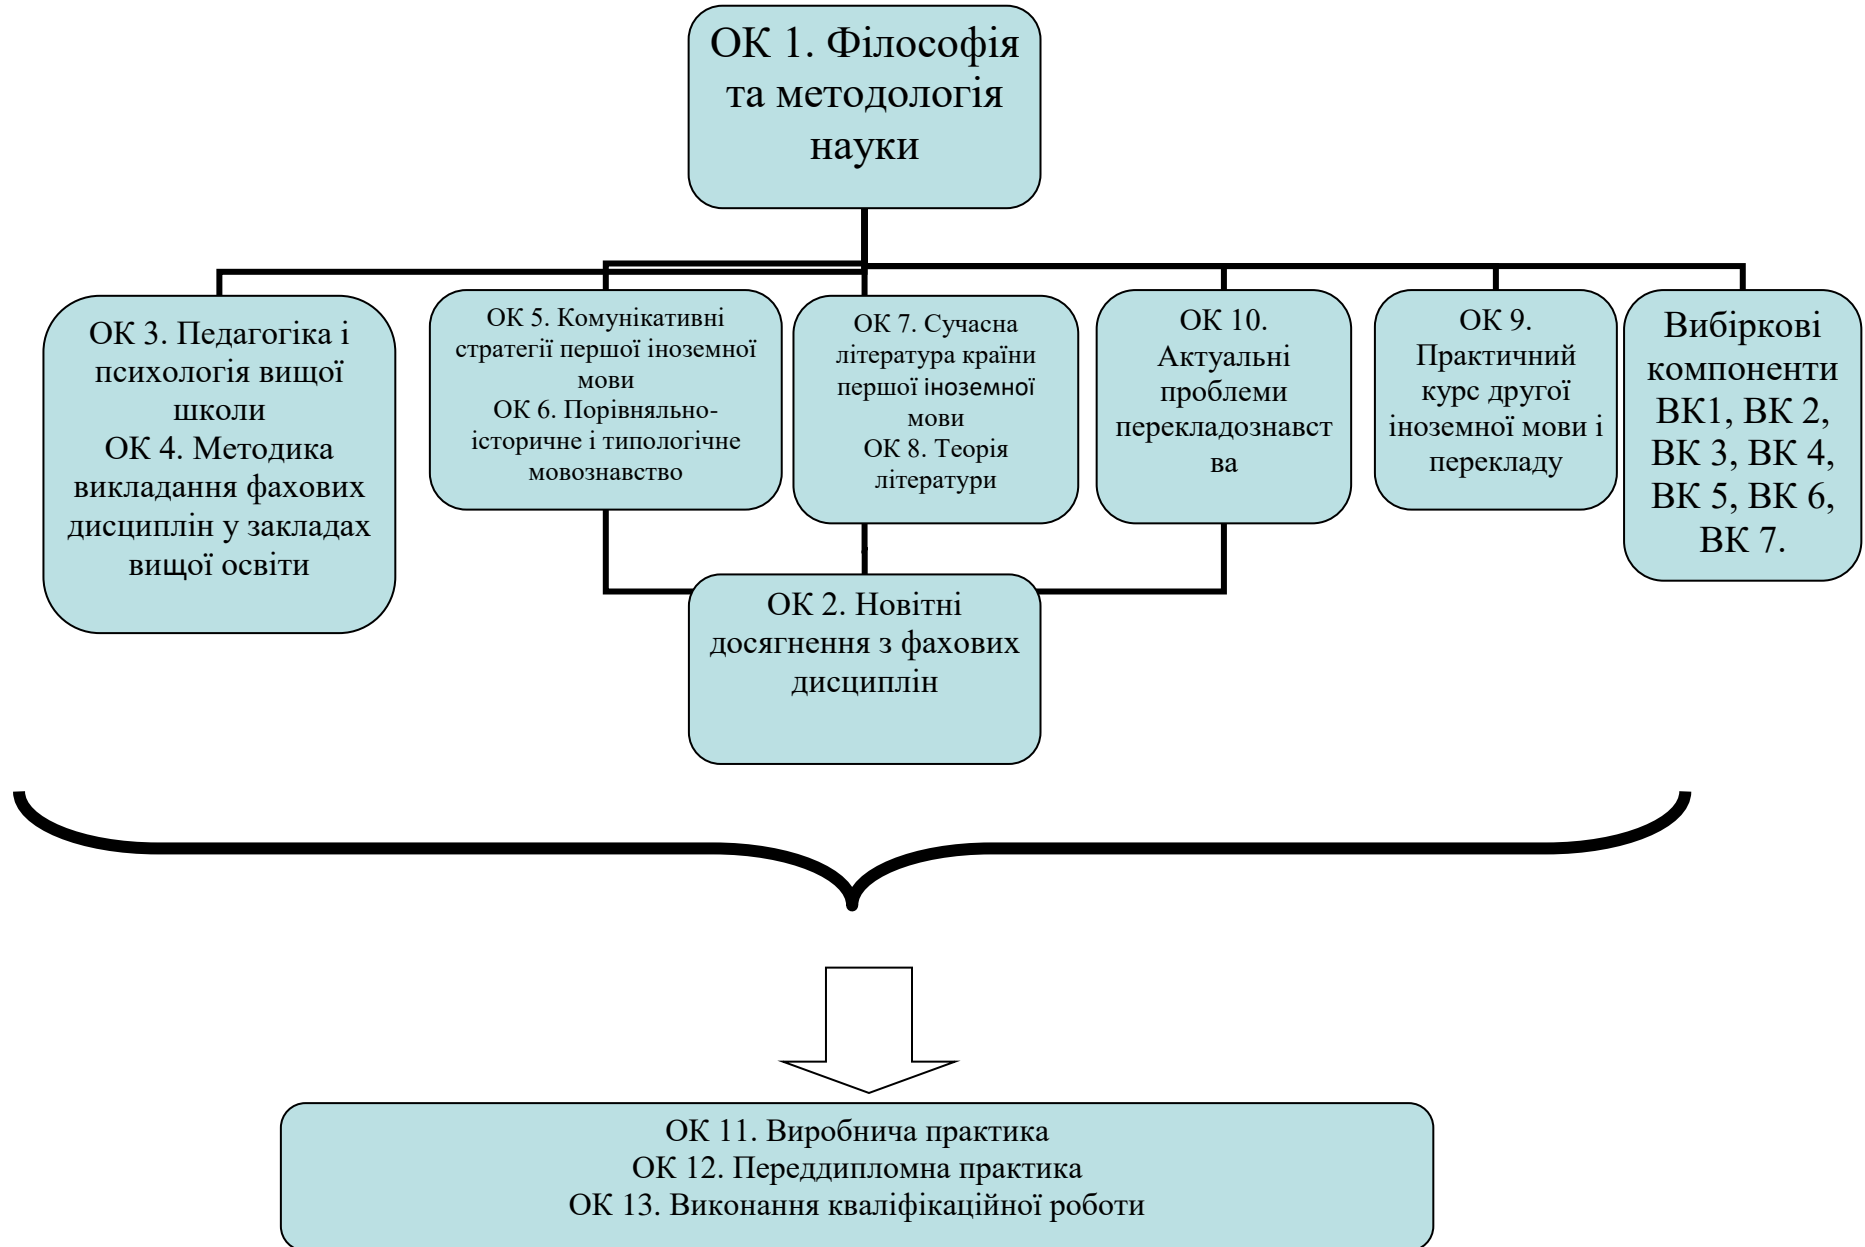 ОК 1. Філософія
та методологія
науки
ОК 3. Педагогіка і
психологія вищої
школи
ОК 4. Методика
викладання фахових
дисциплін у закладах
вищої освіти
ОК 5. Комунікативні
стратегії першої іноземної
мови
ОК 6. Порівняльно-
історичне і типологічне
мовознавство
ОК 7. Сучасна
література країни
першої іноземної
мови
ОК 8. Теорія
літератури
ОК 10.
Актуальні
проблеми
перекладознавст
ва
ОК 9.
Практичний
курс другої
іноземної мови і
перекладу
Вибіркові
компоненти
ВК1, ВК 2,
ВК 3, ВК 4,
ВК 5, ВК 6,
ВК 7.
ОК 2. Новітні
досягнення з фахових
дисциплін
ОК 11. Виробнича практика
ОК 12. Переддипломна практика
ОК 13. Виконання кваліфікаційної роботи